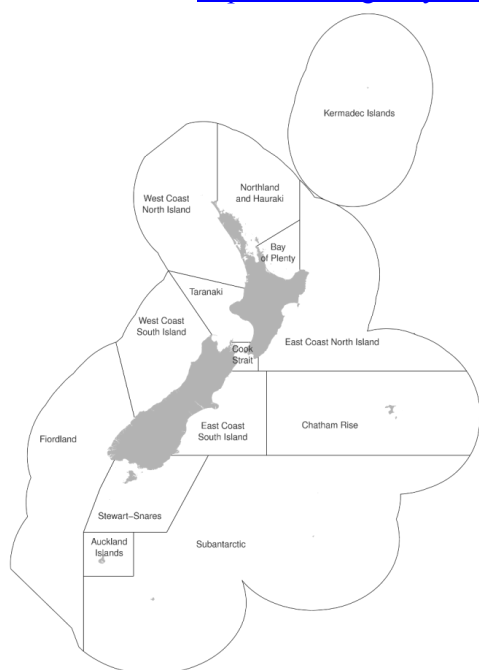 Kermadec Islands
Northland
and Hauraki
West Coast
North Island
Bay
of Plenty
Taranaki
West Coast
South Island
East Coast North Island
Cook
Strait
East Coast
South Island
Chatham Rise
Fiordland
Stewart–Snares
Auckland
Islands
Subantarctic